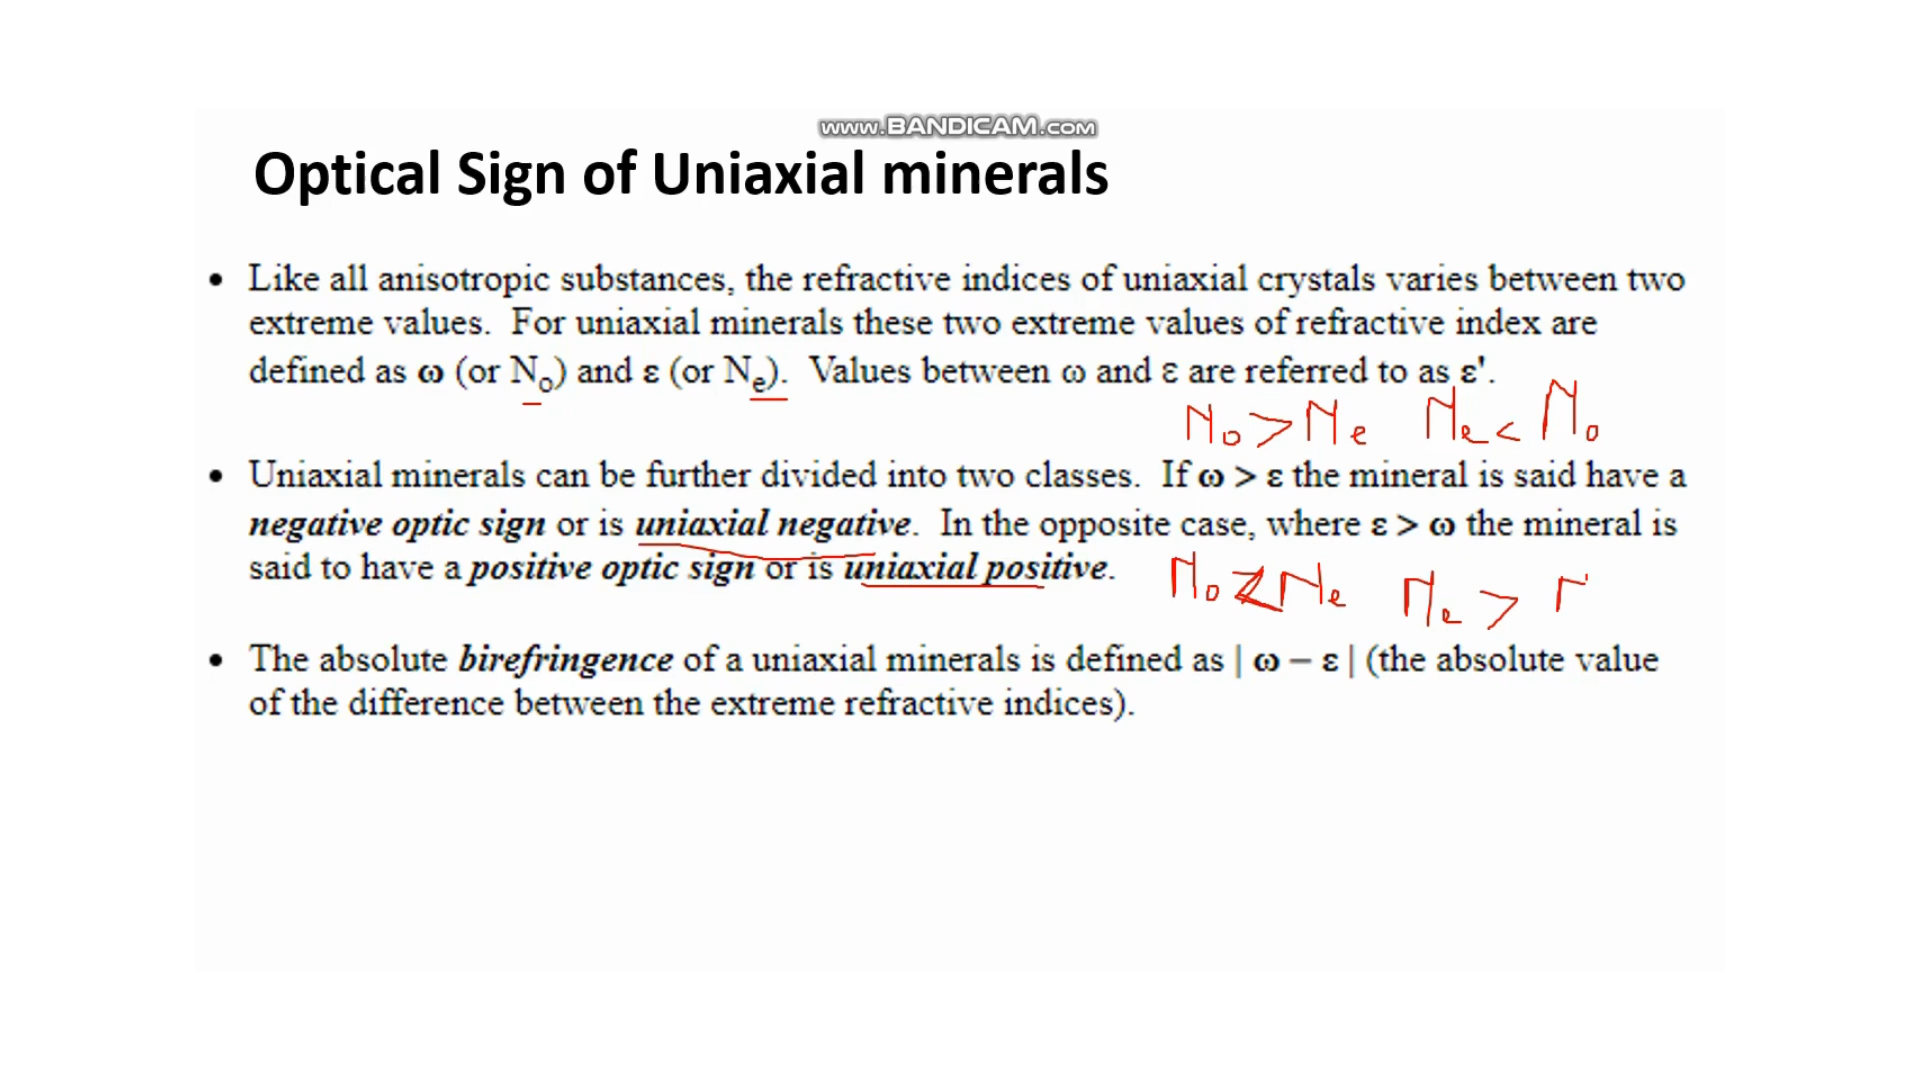 www.BANDICAM.com
Optical Sign of Uniaxial minerals
• Like all anisotropic substances, the refractive indices of uniaxial crystals varies between two
extreme values. For uniaxial minerals these two extreme values of refractive index are
defined as ω (or No) and ε (or Ne). Values between ω and ε are referred to as ε'.
No > Ne Ne < No
• Uniaxial minerals can be further divided into two classes. If ω > ε the mineral is said have a
negative optic sign or is uniaxial negative. In the opposite case, where ε > ω the mineral is
said to have a positive optic sign or is uniaxial positive.
No < Ne Ne >
• The absolute birefringence of a uniaxial minerals is defined as | ω – ε | (the absolute value
of the difference between the extreme refractive indices).